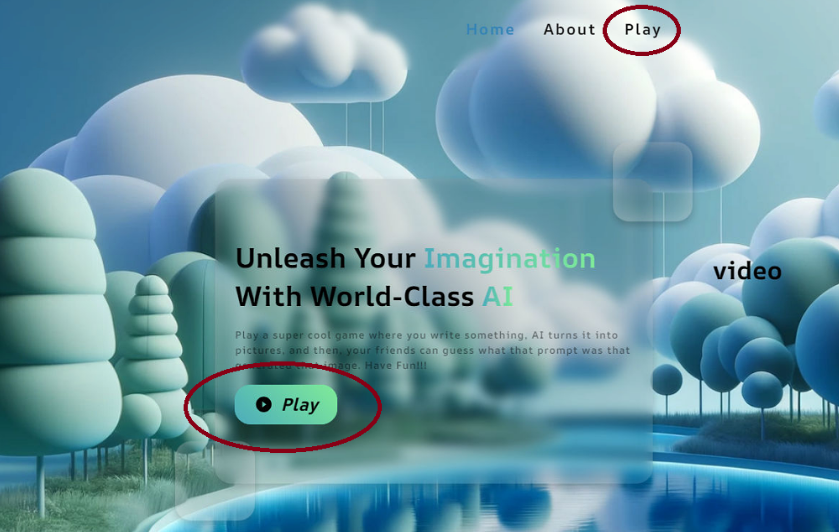 Home About Play
Unleash Your Imagination
With World-Class AI
video
Play a super cool game where you write something, AI turns it into
pictures, and then, your friends can guess what that prompt was that
generated that image. Have Fun!!!
Play